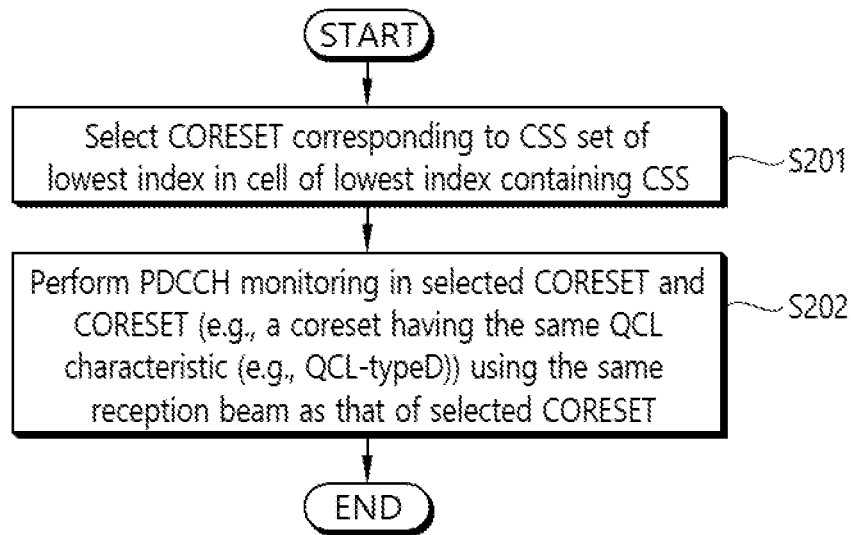 START
Select CORESET corresponding to CSS set of
lowest index in cell of lowest index containing CSS
S201
Perform PDCCH monitoring in selected CORESET and
CORESET (e.g., a coreset having the same QCL
characteristic (e.g., QCL-typeD)) using the same
reception beam as that of selected CORESET
S202
END